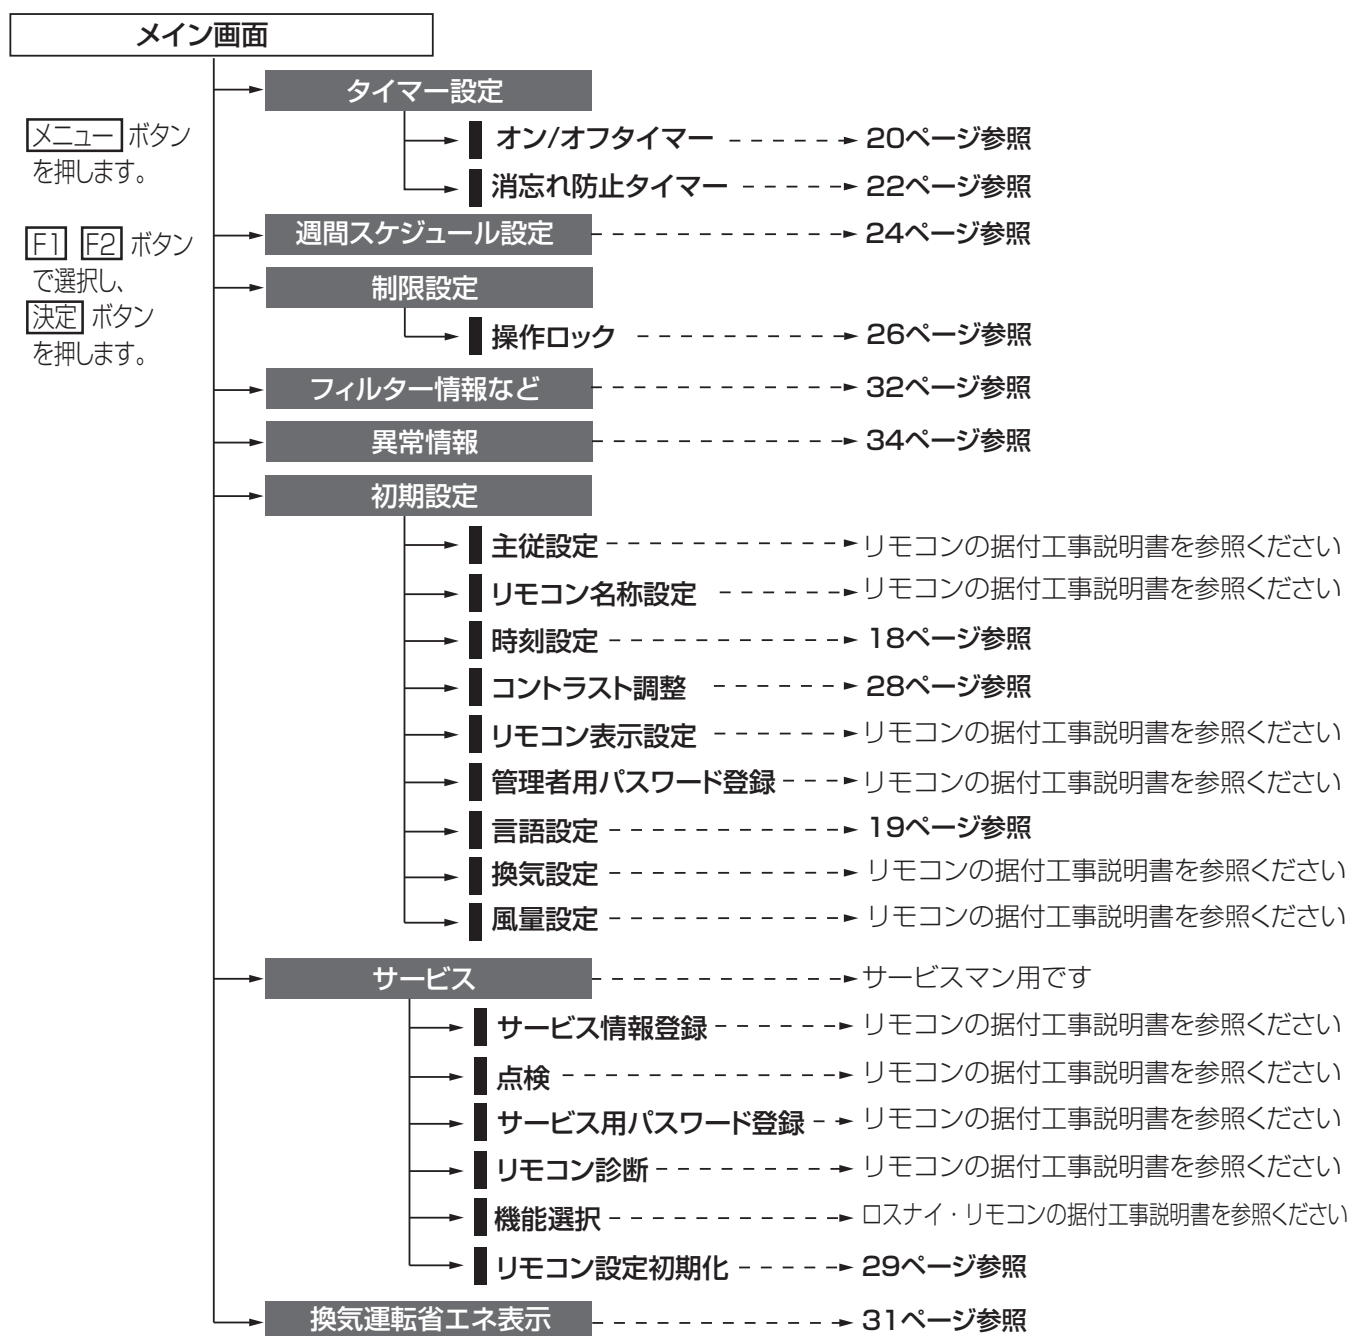 メイン画面
タイマー設定
メニュー ボタン
を押します。
オン/オフタイマー 20ページ参照
消忘れ防止タイマー 22ページ参照
F1 F2 ボタン
で選択し、
決定 ボタン
を押します。
週間スケジュール設定 24ページ参照
制限設定
操作ロック 26ページ参照
フィルター情報など 32ページ参照
異常情報 34ページ参照
初期設定
主従設定 リモコンの据付工事説明書を参照ください
リモコン名称設定 リモコンの据付工事説明書を参照ください
時刻設定 18ページ参照
コントラスト調整 28ページ参照
リモコン表示設定 リモコンの据付工事説明書を参照ください
管理者用パスワード登録 リモコンの据付工事説明書を参照ください
言語設定 19ページ参照
換気設定 リモコンの据付工事説明書を参照ください
風量設定 リモコンの据付工事説明書を参照ください
サービス サービスマン用です
サービス情報登録 リモコンの据付工事説明書を参照ください
点検 リモコンの据付工事説明書を参照ください
サービス用パスワード登録 リモコンの据付工事説明書を参照ください
リモコン診断 リモコンの据付工事説明書を参照ください
機能選択 ロスナイ・リモコンの据付工事説明書を参照ください
リモコン設定初期化 29ページ参照
換気運転省エネ表示 31ページ参照